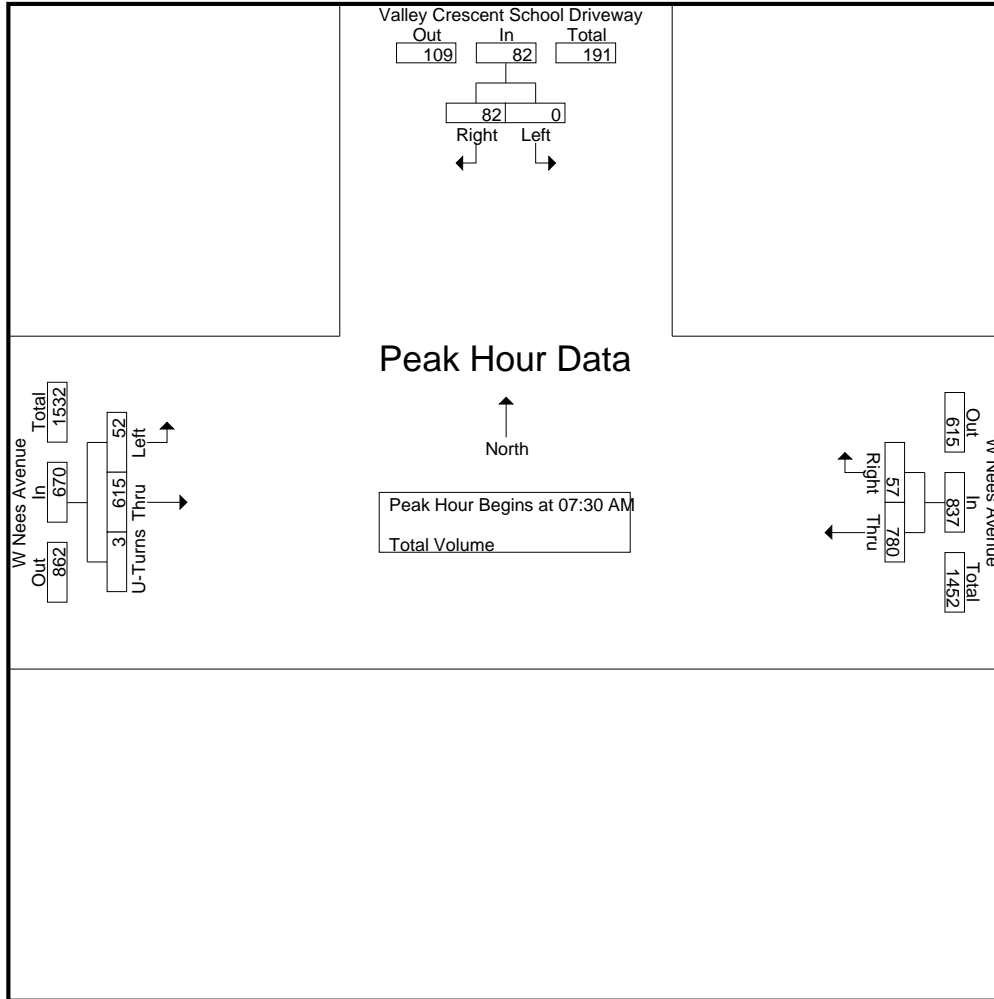 Valley Crescent School Driveway
Out In Total
109 82 191
82 0
Right Left
Peak Hour Data
North
Peak Hour Begins at 07:30 AM
Total Volume
W Nees Avenue
Out In Total
862 670 1532
3 615 52
U-Turns Thru Left
W Nees Avenue
Out In Total
615 837 1452
57 780
Right Thru